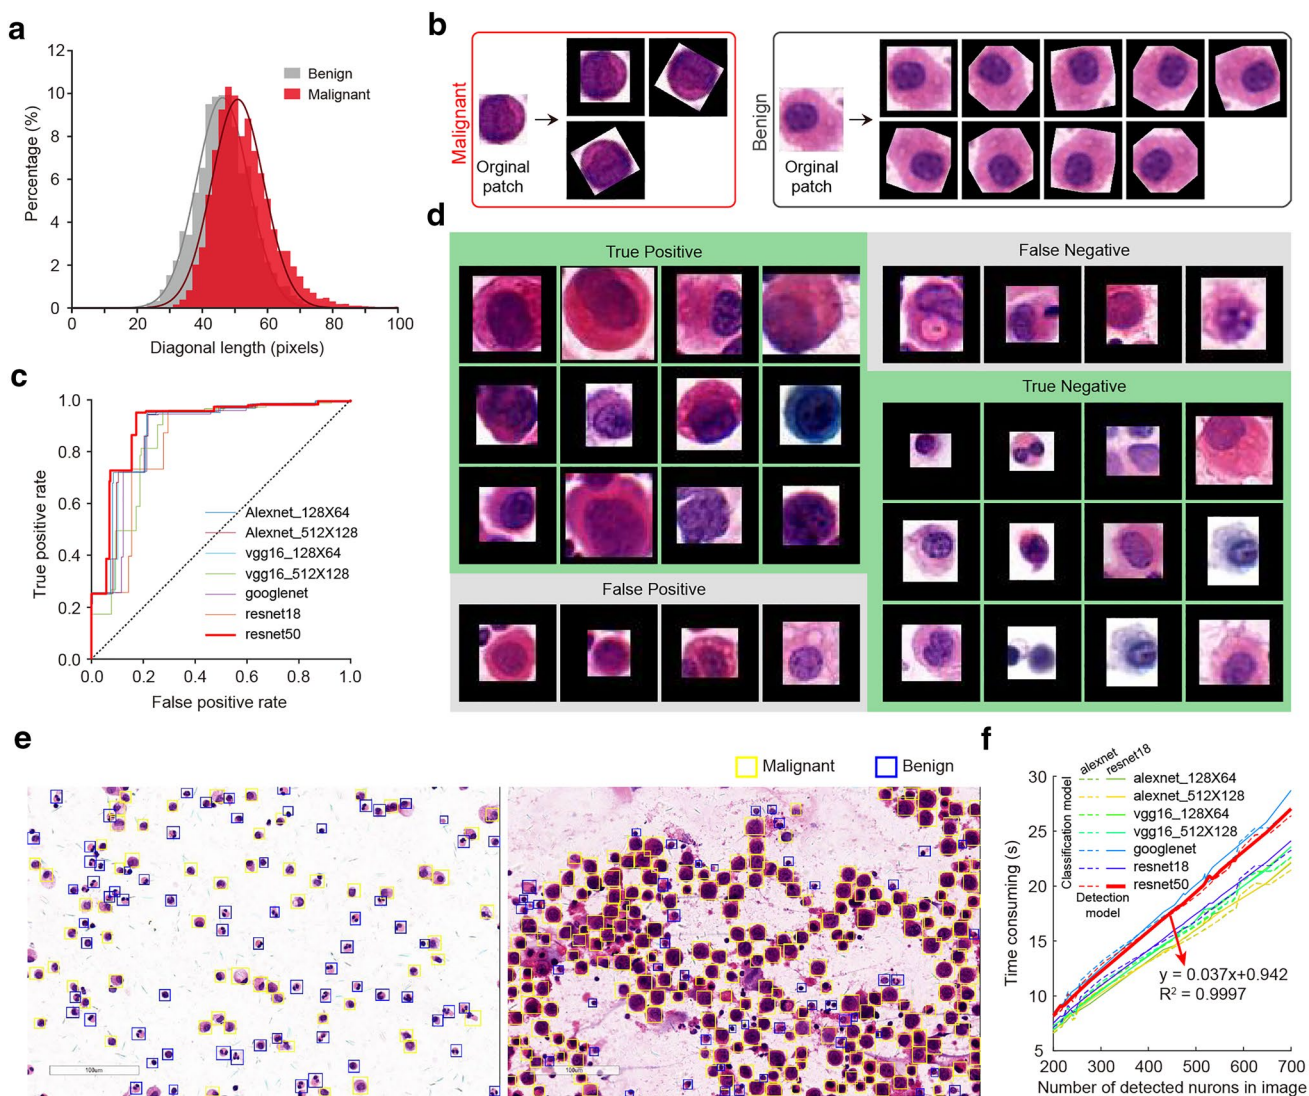 a
12
10
8
6
4
2
0
Percentage (%)
Benign
Malignant
0
20
40
60
80
100
Diagonal length (pixels)
b
Malignant
Orginal
patch
Benign
Orginal
patch
c
1.0
0.8
0.6
0.4
0.2
0.0
True positive rate
Alexnet_128X64
Alexnet_512X128
vgg16_128X64
vgg16_512X128
googlenet
resnet18
resnet50
0.0
0.2
0.4
0.6
0.8
1.0
False positive rate
d
True Positive
False Negative
True Negative
False Positive
e
Malignant
Benign
100um
100um
f
30
25
20
15
10
5
Time consuming (s)
alexnet
resnet18
Classification model
alexnet_128X64
alexnet_512X128
vgg16_128X64
vgg16_512X128
googlenet
resnet18
resnet50
Detection
model
y = 0.037x+0.942
R² = 0.9997
200
300
400
500
600
700
Number of detected nurons in image